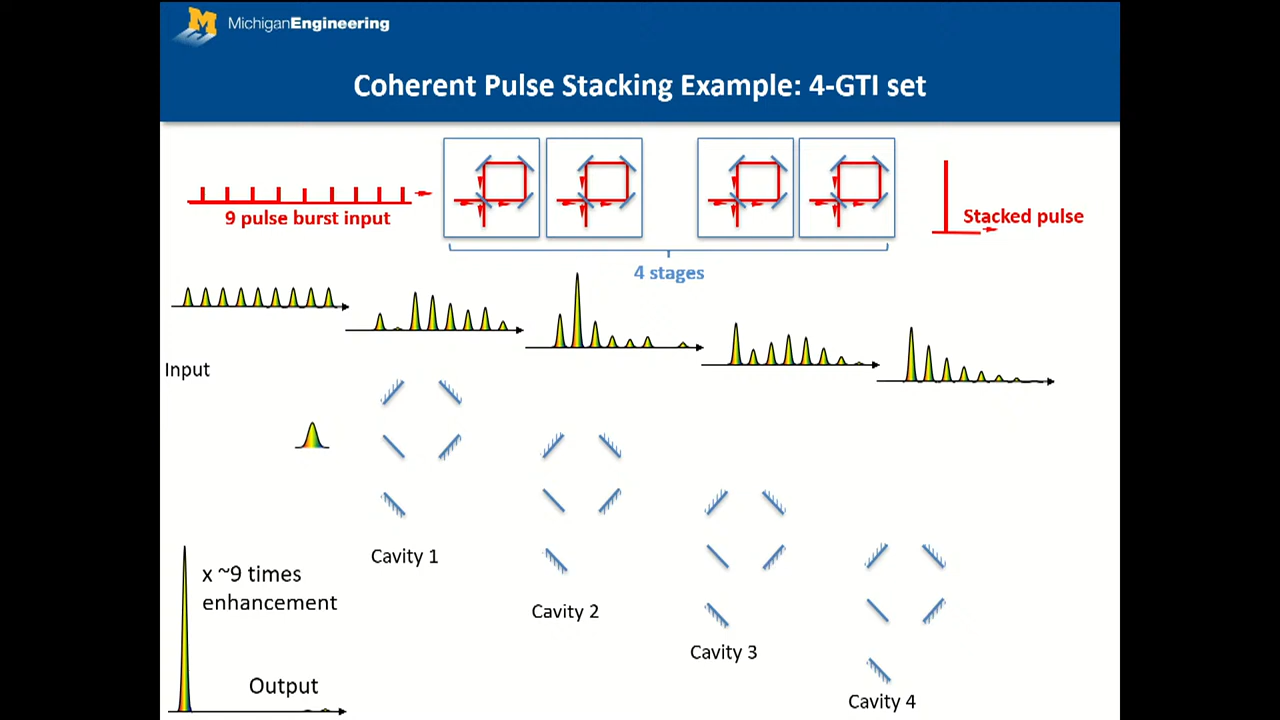 M
MichiganEngineering
Coherent Pulse Stacking Example: 4-GTI set
9 pulse burst input
Stacked pulse
4 stages
Input
Cavity 1
x ~9 times
enhancement
Cavity 2
Cavity 3
Output
Cavity 4